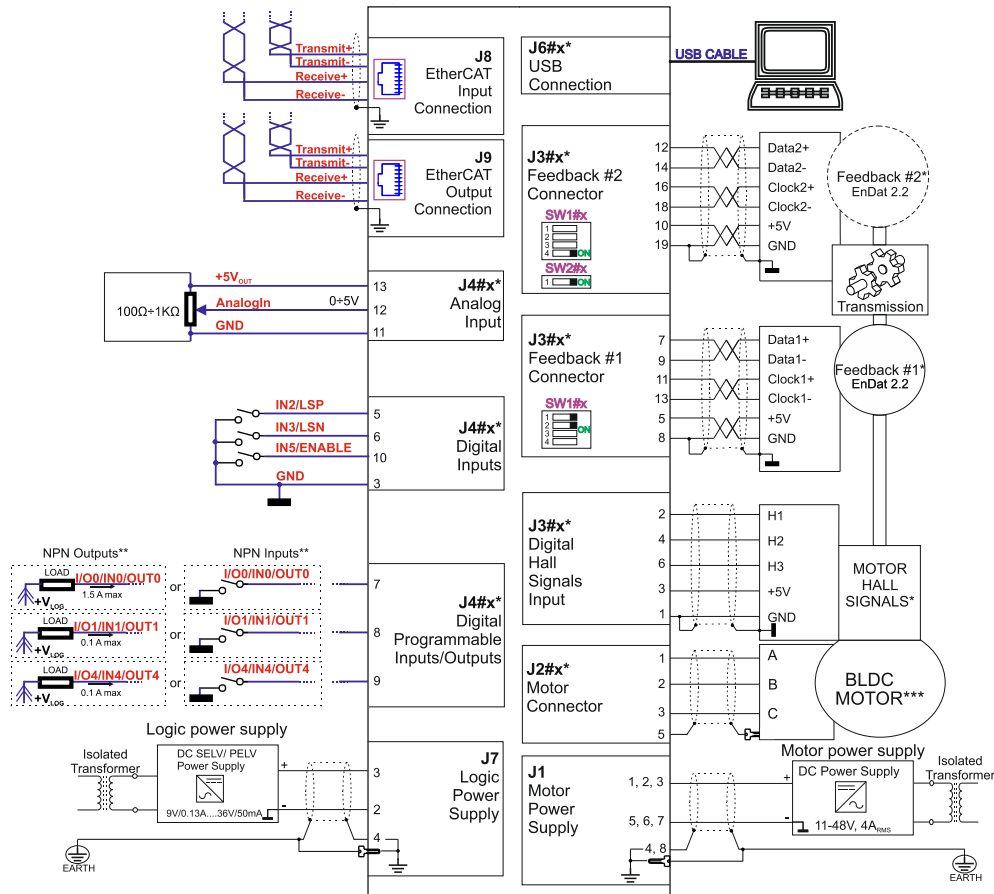 Transmit+
Transmit-
Receive+
Receive-
J8
EtherCAT
Input
Connection
Transmit+
Transmit-
Receive+
Receive-
J9
EtherCAT
Output
Connection
100Ω÷1KΩ
+5VOUT
AnalogIn
0÷5V
GND
13
12
11
J4#x*
Analog
Input
IN2/LSP
IN3/LSN
IN5/ENABLE
GND
5
6
10
3
J4#x*
Digital
Inputs
NPN Outputs**
NPN Inputs**
LOAD
I/O0/IN0/OUT0
1.5 A max
+VLOG
or
I/O0/IN0/OUT0
7
LOAD
I/O1/IN1/OUT1
0.1 A max
+VLOG
or
I/O1/IN1/OUT1
8
LOAD
I/O4/IN4/OUT4
0.1 A max
+VLOG
or
I/O4/IN4/OUT4
9
J4#x*
Digital
Programmable
Inputs/Outputs
Logic power supply
Isolated
Transformer
DC SELV/ PELV
Power Supply
9V/0.13A....36V/50mA
+
-
3
2
4
J7
Logic
Power
Supply
EARTH
J6#x*
USB
Connection
USB CABLE
J3#x*
Feedback #2
Connector
SW1#x
1
2
3
4
ON
SW2#x
1
ON
12
14
16
18
10
19
Data2+
Data2-
Clock2+
Clock2-
+5V
GND
Feedback #2*
EnDat 2.2
Transmission
J3#x*
Feedback #1
Connector
SW1#x
1
2
3
4
ON
7
9
11
13
5
8
Data1+
Data1-
Clock1+
Clock1-
+5V
GND
Feedback #1*
EnDat 2.2
J3#x*
Digital
Hall
Signals
Input
2
4
6
3
1
H1
H2
H3
+5V
GND
MOTOR
HALL
SIGNALS*
J2#x*
Motor
Connector
1
2
3
5
A
B
C
BLDC
MOTOR***
J1
Motor
Power
Supply
1, 2, 3
5, 6, 7
4, 8
Motor power supply
+
-
DC Power Supply
11-48V, 4ARMS
Isolated
Transformer
EARTH